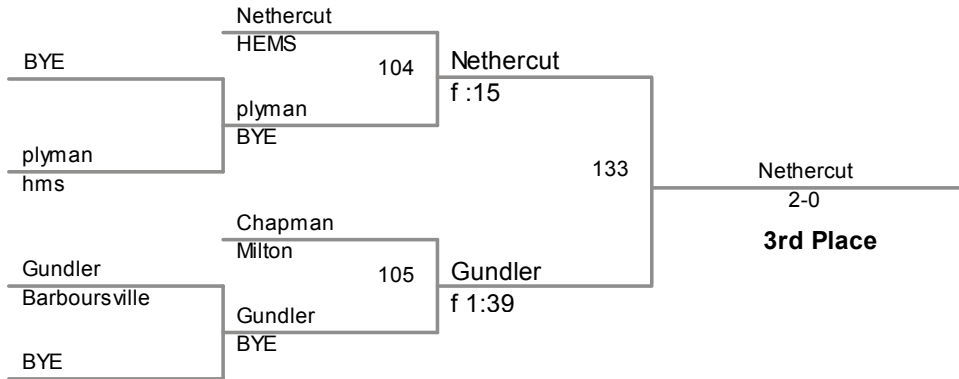 Nethercut
HEMS
BYE
104
Nethercut
f :15
plyman
BYE
plyman
hms
133
Nethercut
2-0
3rd Place
Chapman
Milton
Gundler
Barboursville
105
Gundler
f 1:39
Gundler
BYE
BYE